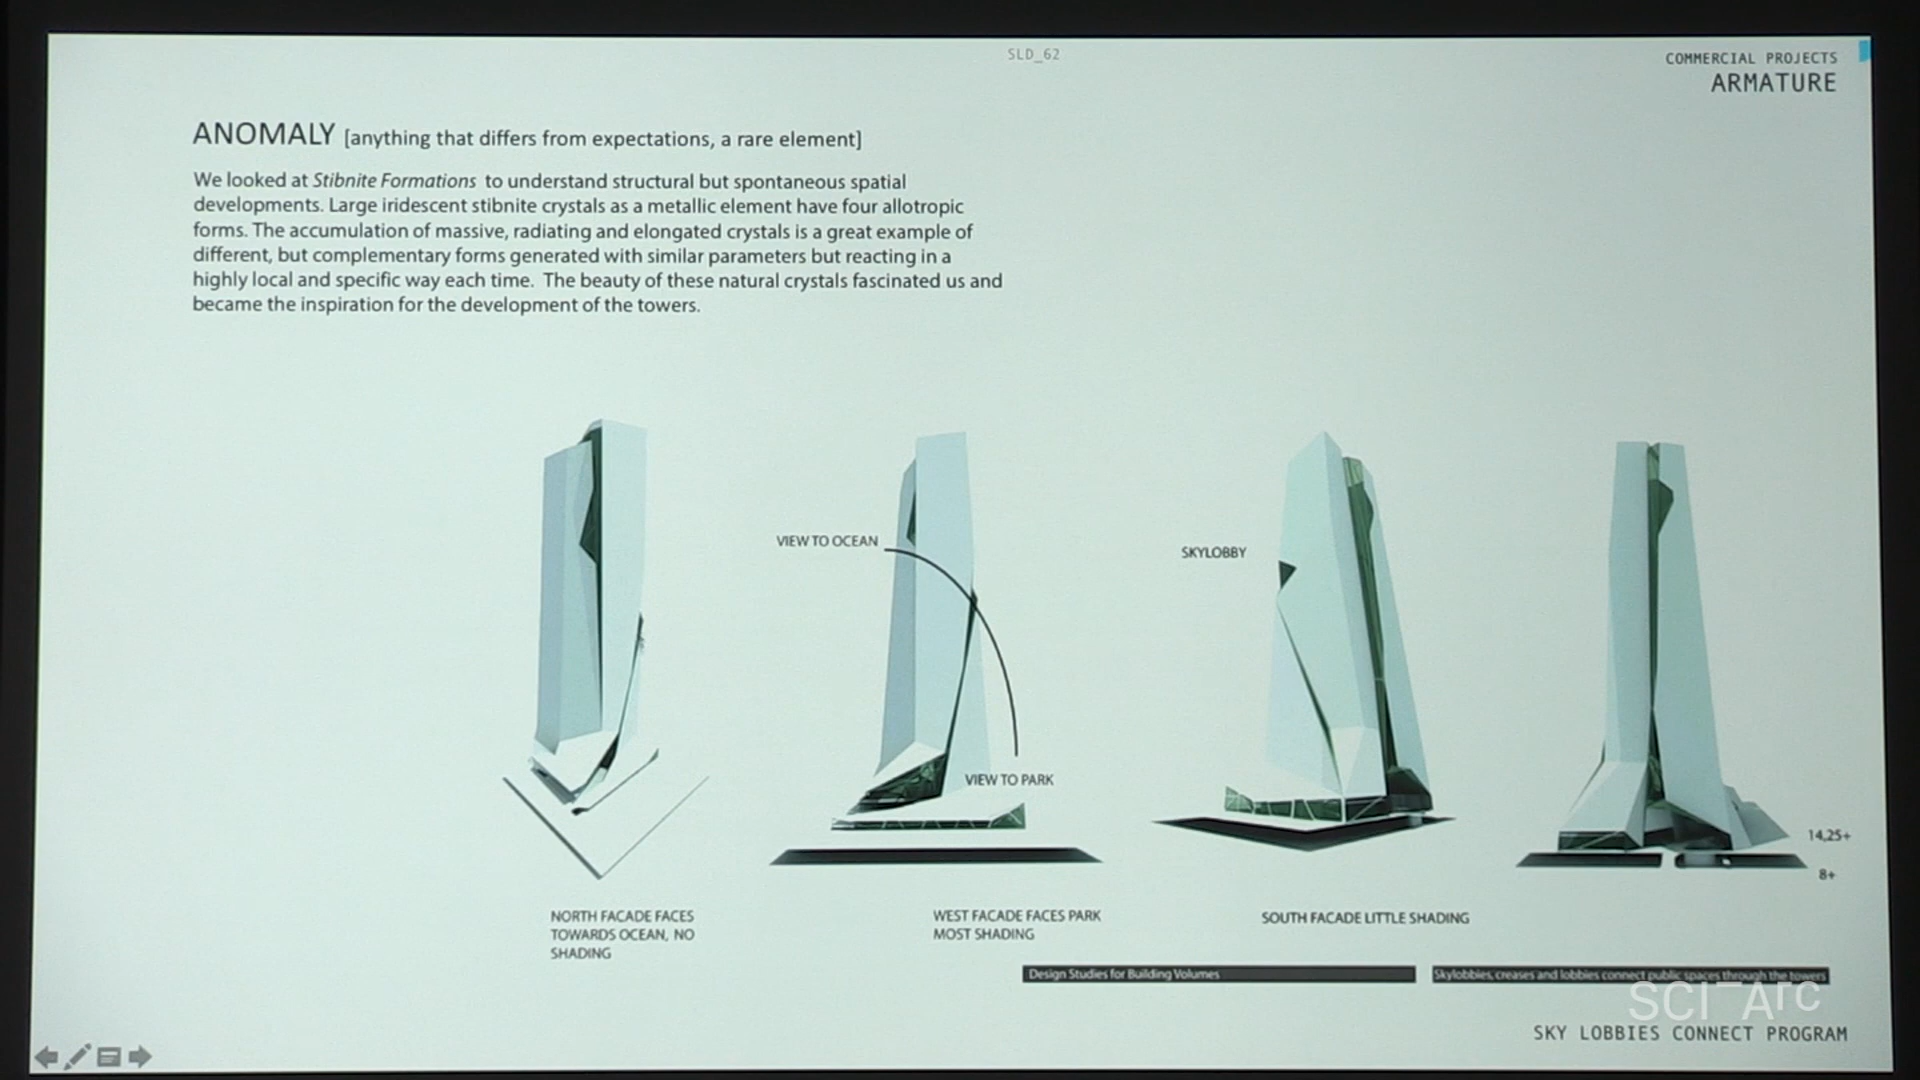 SLD_62
COMMERCIAL PROJECTS
ARMATURE
ANOMALY [anything that differs from expectations, a rare element]
We looked at Stibnite Formations to understand structural but spontaneous spatial
developments. Large iridescent stibnite crystals as a metallic element have four allotropic
forms. The accumulation of massive, radiating and elongated crystals is a great example of
different, but complementary forms generated with similar parameters but reacting in a
highly local and specific way each time. The beauty of these natural crystals fascinated us and
became the inspiration for the development of the towers.
VIEW TO OCEAN
SKYLOBBY
VIEW TO PARK
14,25+
8+
NORTH FACADE FACES
TOWARDS OCEAN, NO
SHADING
WEST FACADE FACES PARK
MOST SHADING
SOUTH FACADE LITTLE SHADING
Design Studies for Building Volumes
Skylobbies, creases and lobbies connect public spaces through the towers
SCI-Arc
SKY LOBBIES CONNECT PROGRAM